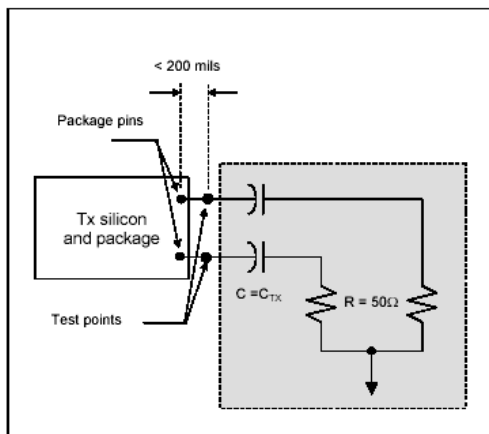 < 200 mils
Package pins
Tx silicon
and package
Test points
C =CTX
R = 50Ω